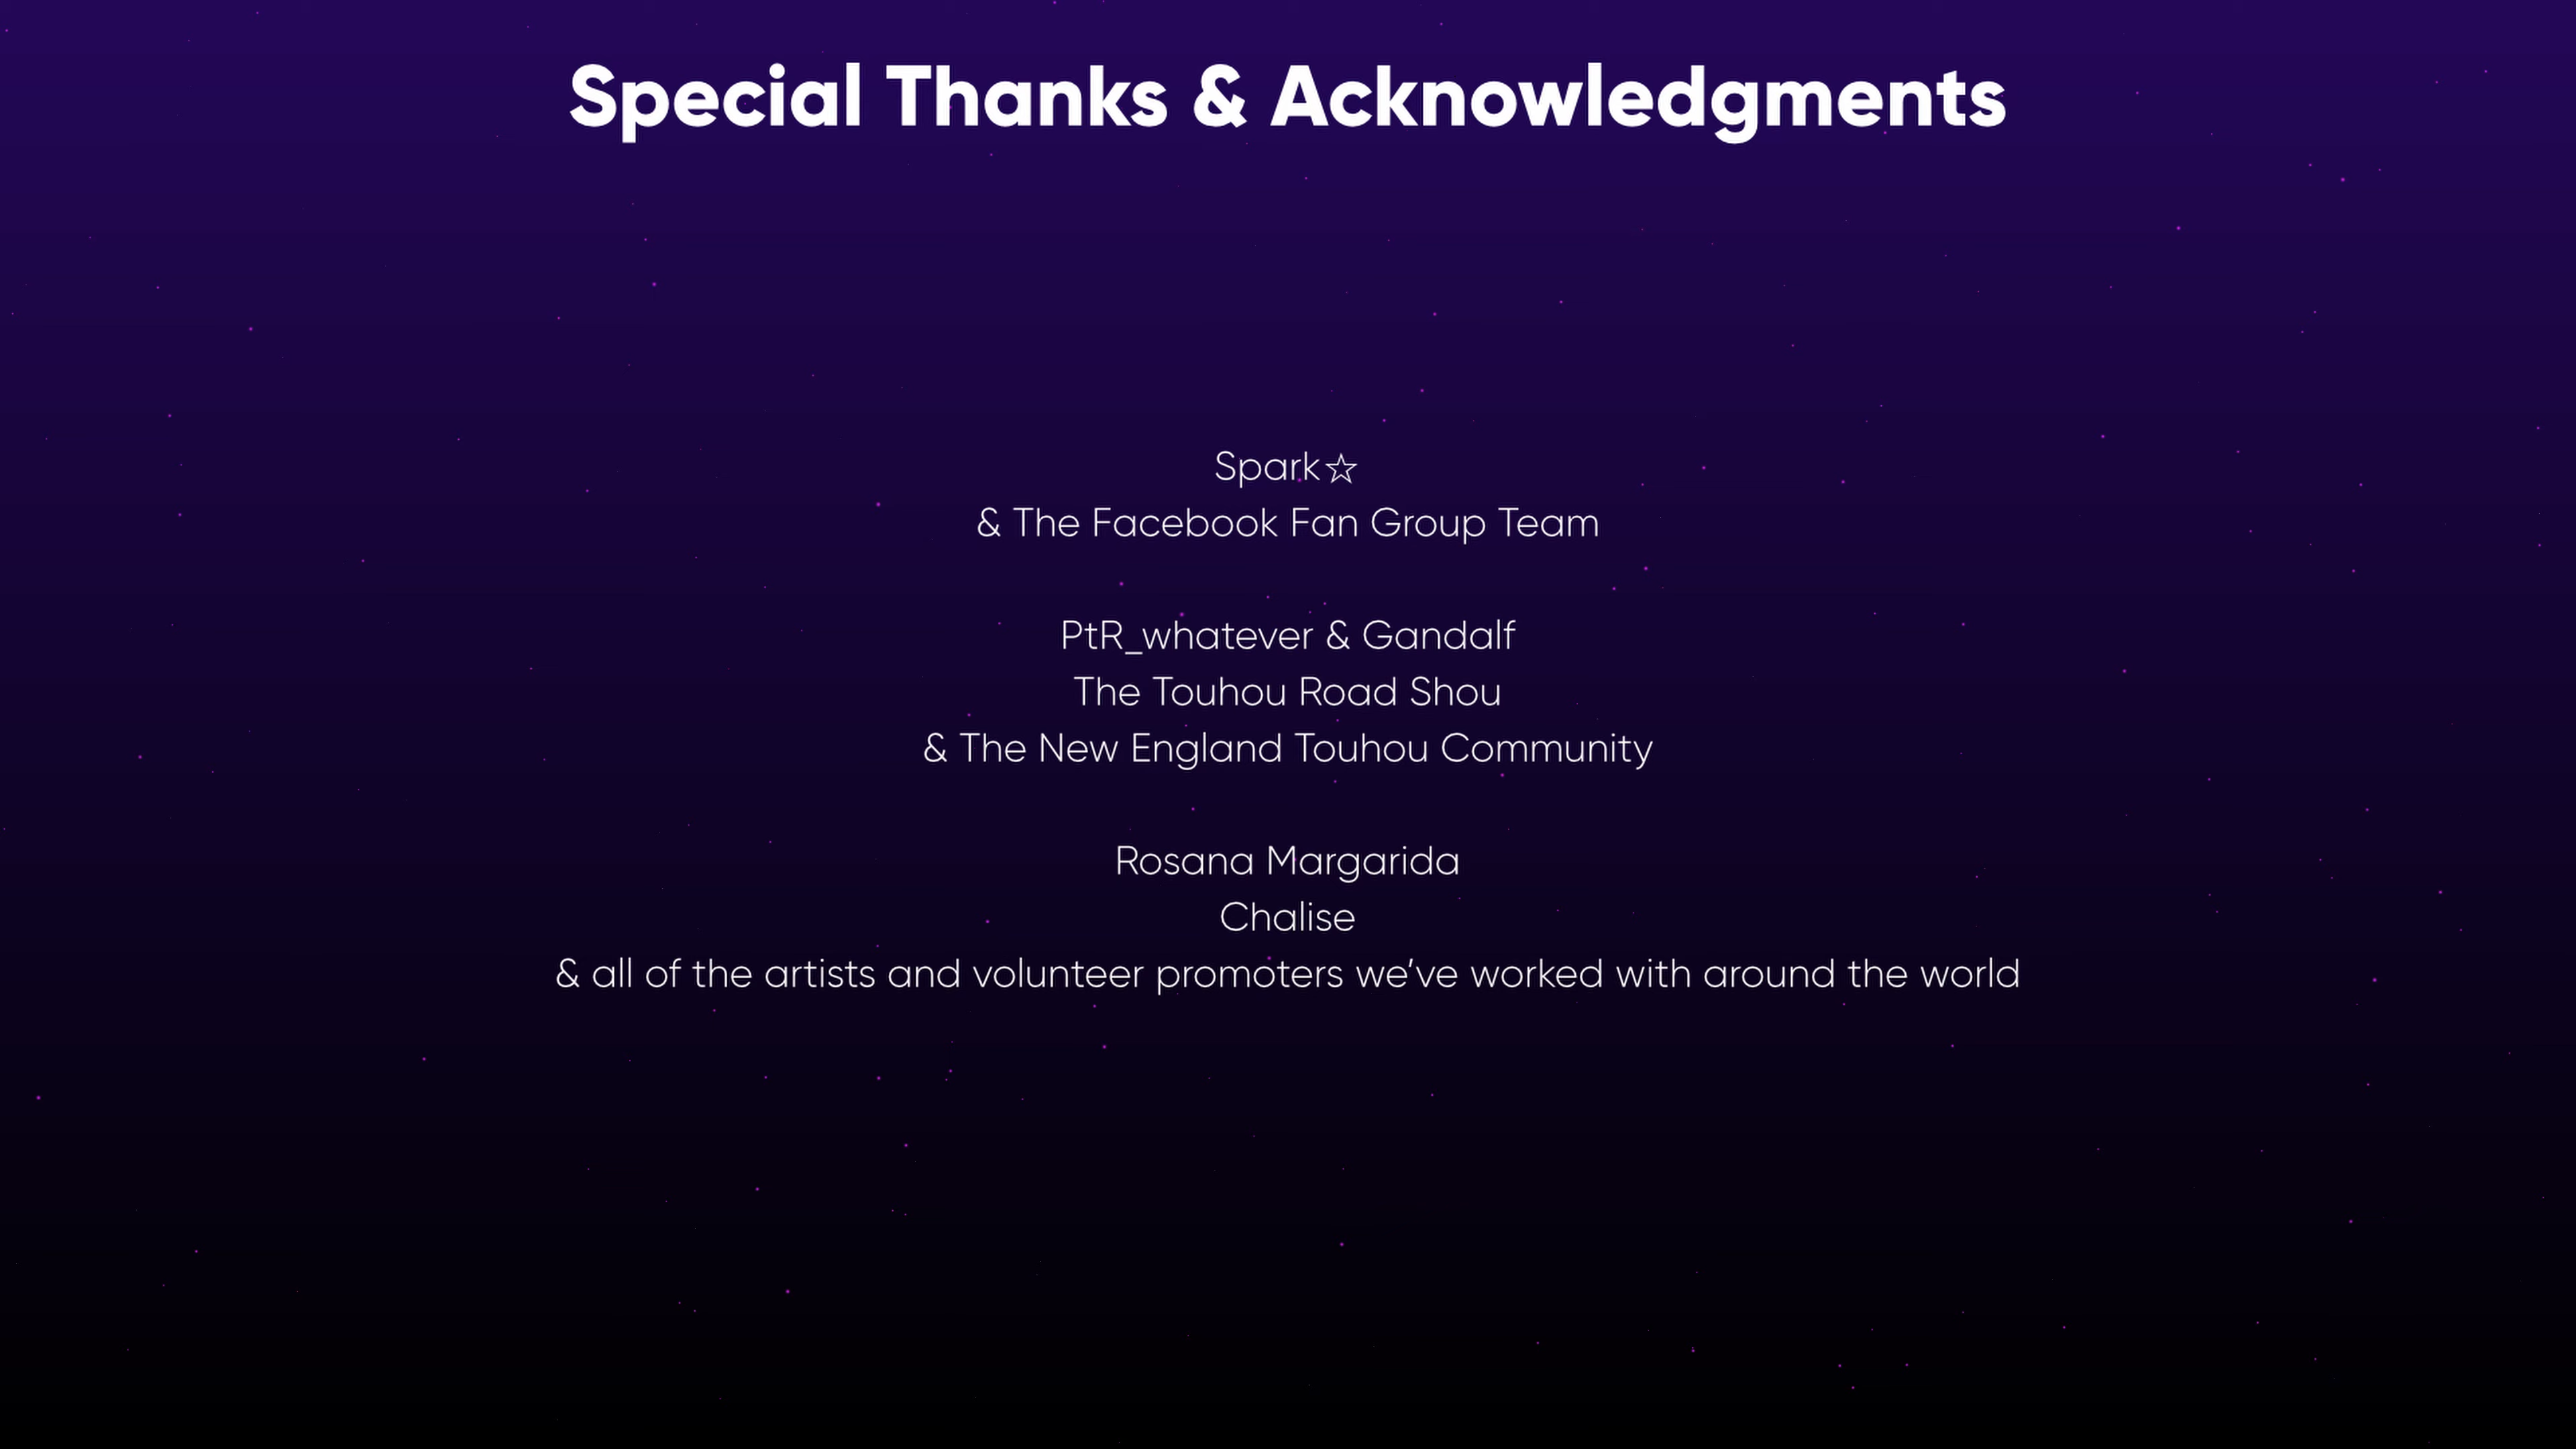 Special Thanks & Acknowledgments
Spark☆
& The Facebook Fan Group Team
PtR_whatever & Gandalf
The Touhou Road Shou
& The New England Touhou Community
Rosana Margarida
Chalise
& all of the artists and volunteer promoters we’ve worked with around the world